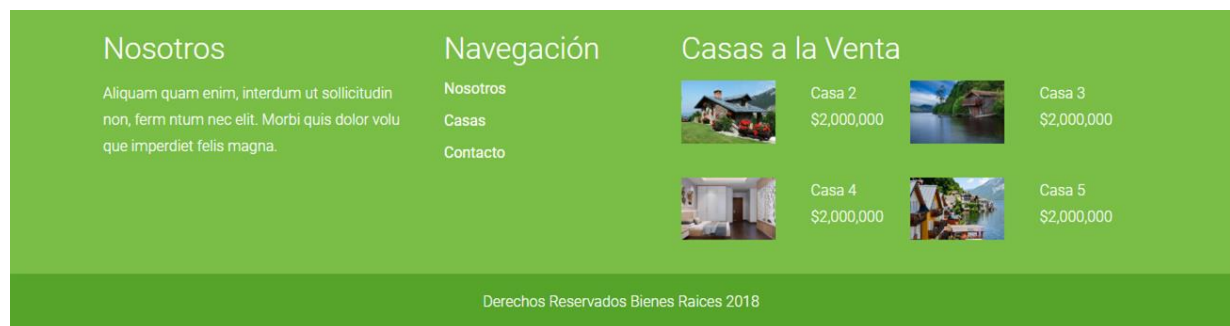 Nosotros
Aliquam quam enim, interdum ut sollicitudin
non, ferm ntum nec elit. Morbi quis dolor volu
que imperdiet felis magna.
Navegación
Nosotros
Casas
Contacto
Casas a la Venta
Casa 2
$2,000,000
Casa 3
$2,000,000
Casa 4
$2,000,000
Casa 5
$2,000,000
Derechos Reservados Bienes Raices 2018